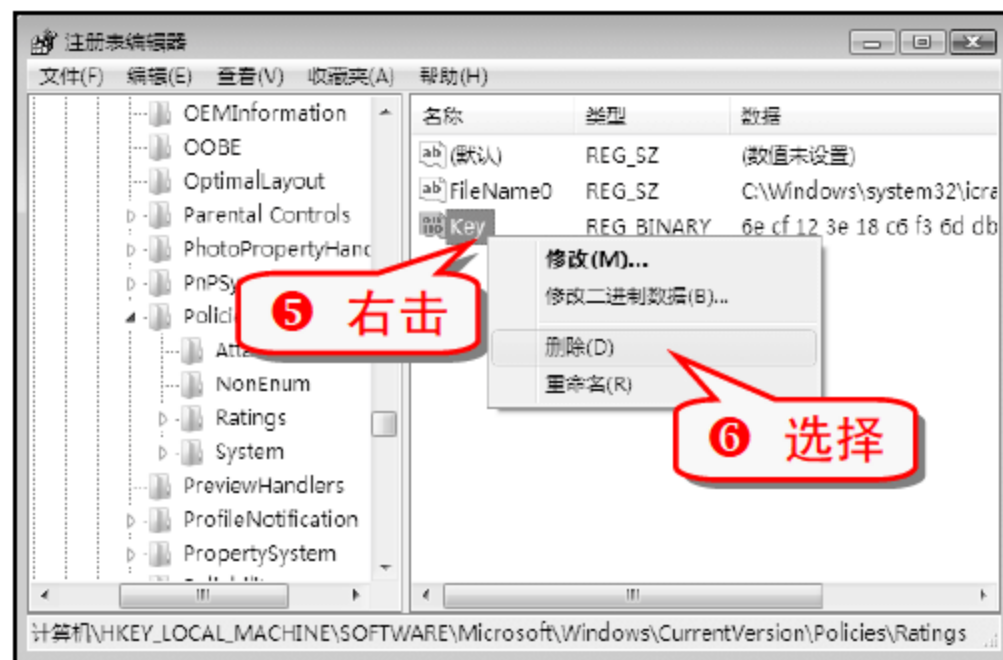 注册表编辑器
文件(F) 编辑(E) 查看(V) 收藏夹(A) 帮助(H)
OEMInformation
OOBE
OptimalLayout
Parental Controls
PhotoPropertyHand
PnPSy
Polici
Atta
NonEnum
Ratings
System
PreviewHandlers
ProfileNotification
PropertySystem
名称 类型 数据
(默认) REG_SZ (数值未设置)
FileName0 REG_SZ C:\Windows\system32\icra
Key REG_BINARY 6e cf 12 3e 18 c6 f3 6d db
修改(M)...
修改二进制数据(B)...
删除(D)
重命名(R)
❺ 右击
❻ 选择
计算机\HKEY_LOCAL_MACHINE\SOFTWARE\Microsoft\Windows\CurrentVersion\Policies\Ratings